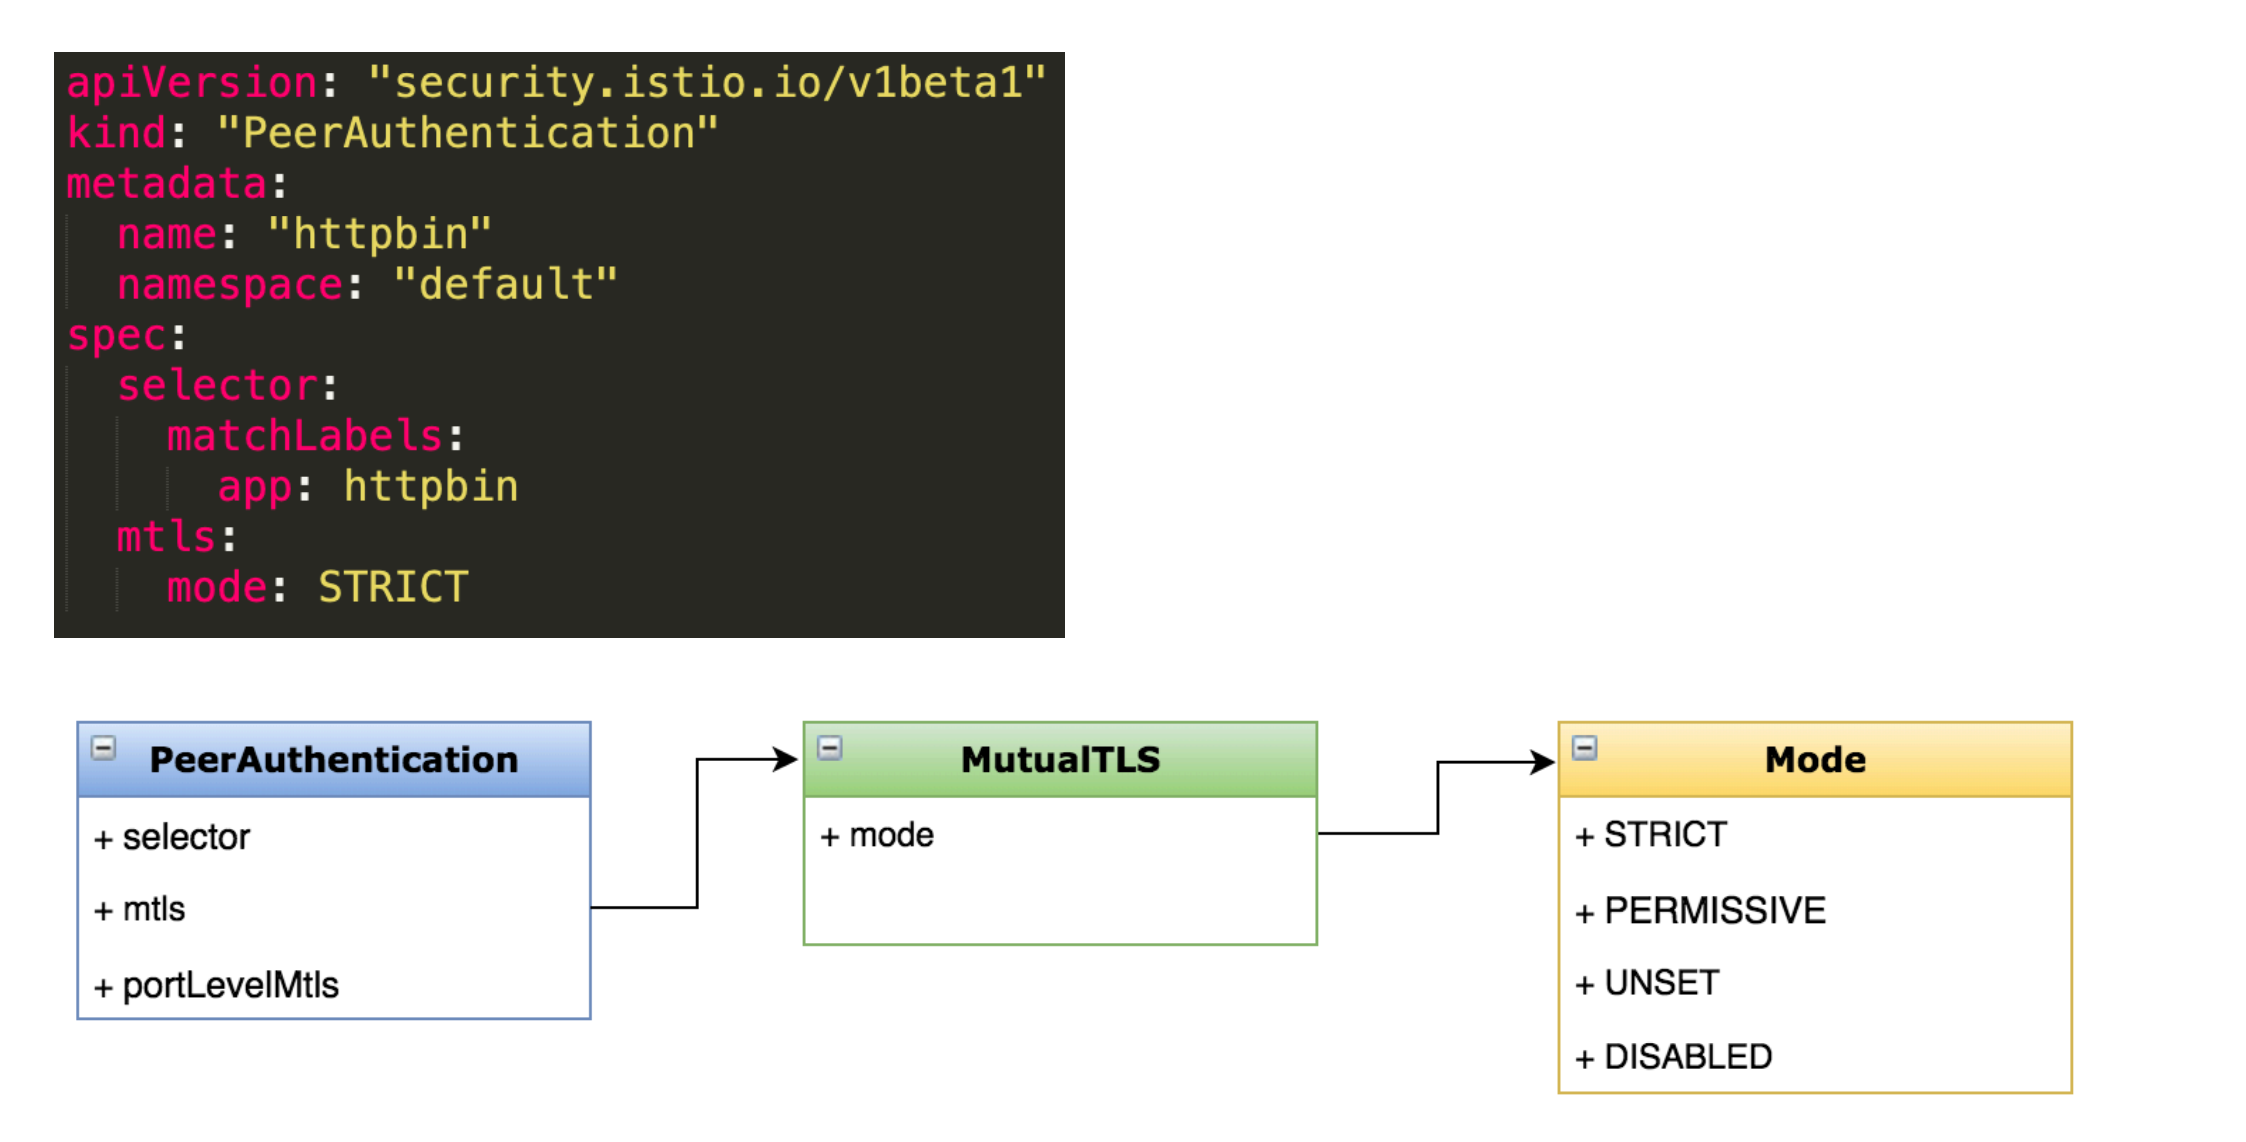 apiVersion: "security.istio.io/v1beta1"
kind: "PeerAuthentication"
metadata:
  name: "httpbin"
  namespace: "default"
spec:
  selector:
    matchLabels:
      app: httpbin
  mtls:
    mode: STRICT
PeerAuthentication
+ selector
+ mtls
+ portLevelMtls
MutualTLS
+ mode
Mode
+ STRICT
+ PERMISSIVE
+ UNSET
+ DISABLED